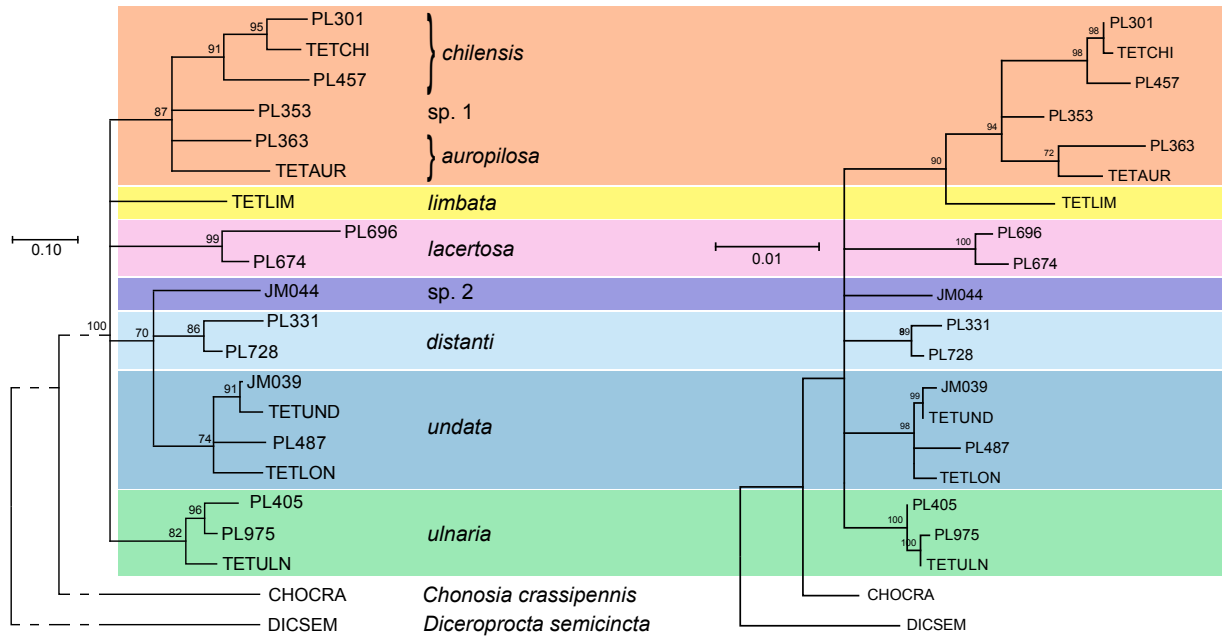 PL301
95
TETCHI
91
PL457
chilensis
87
PL353
sp. 1
PL363
TETAUR
auropilosa
TETLIM
limbata
0.10
99
PL696
PL674
lacertosa
100
70
JM044
sp. 2
86
PL331
PL728
distanti
91
JM039
TETUND
74
PL487
TETLON
undata
96
PL405
82
PL975
TETULN
ulnaria
CHOCRA
Chonosia crassipennis
DICSEM
Diceroprocta semicincta
PL301
98
TETCHI
98
PL457
94
PL353
90
72
PL363
TETAUR
TETLIM
0.01
100
PL696
PL674
JM044
PL331
PL728
99
JM039
TETUND
98
PL487
TETLON
PL405
100
PL975
100
TETULN
CHOCRA
DICSEM